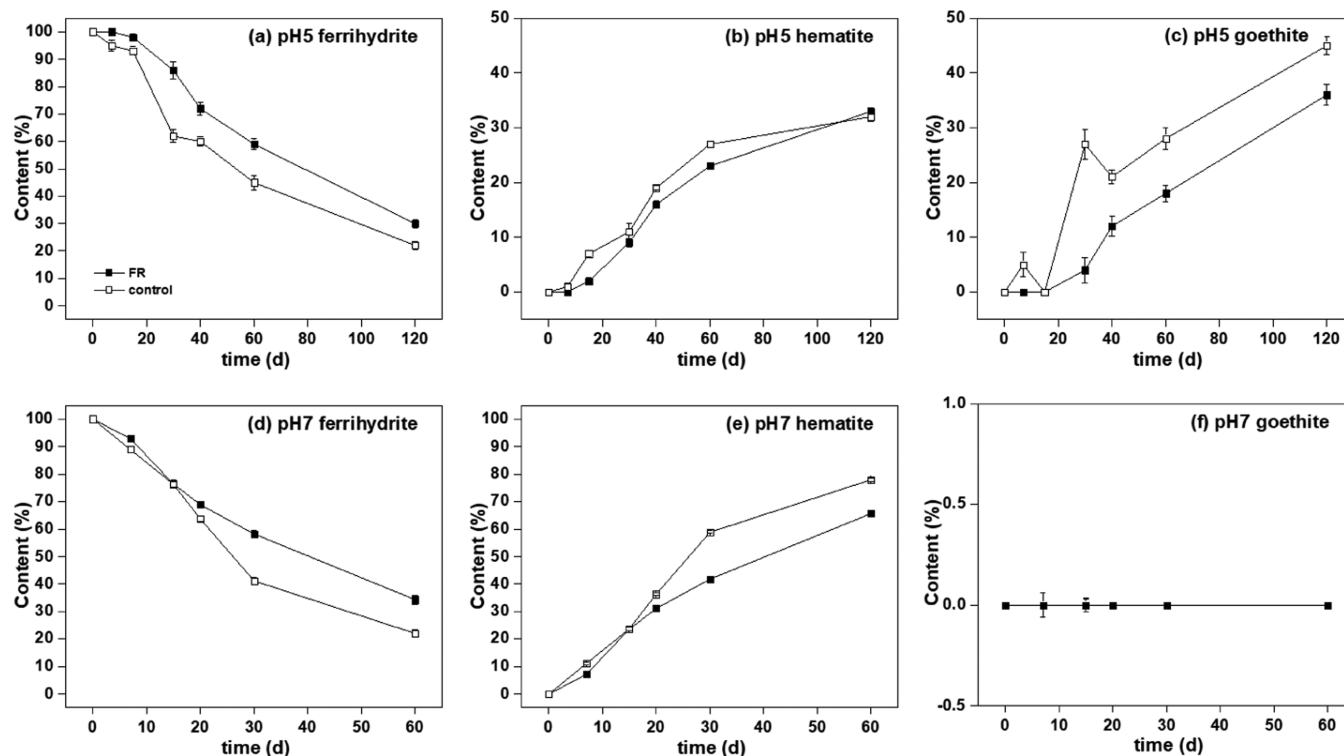 (a) pH5 ferrihydrite
Content (%)
100
90
80
70
60
50
40
30
20
10
0
FR
control
0 20 40 60 80 100 120
time (d)
(b) pH5 hematite
Content (%)
50
40
30
20
10
0
0 20 40 60 80 100 120
time (d)
(c) pH5 goethite
Content (%)
50
40
30
20
10
0
0 20 40 60 80 100 120
time (d)
(d) pH7 ferrihydrite
Content (%)
100
90
80
70
60
50
40
30
20
10
0
0 10 20 30 40 50 60
time (d)
(e) pH7 hematite
Content (%)
100
90
80
70
60
50
40
30
20
10
0
0 10 20 30 40 50 60
time (d)
(f) pH7 goethite
Content (%)
1.0
0.5
0.0
-0.5
0 10 20 30 40 50 60
time (d)